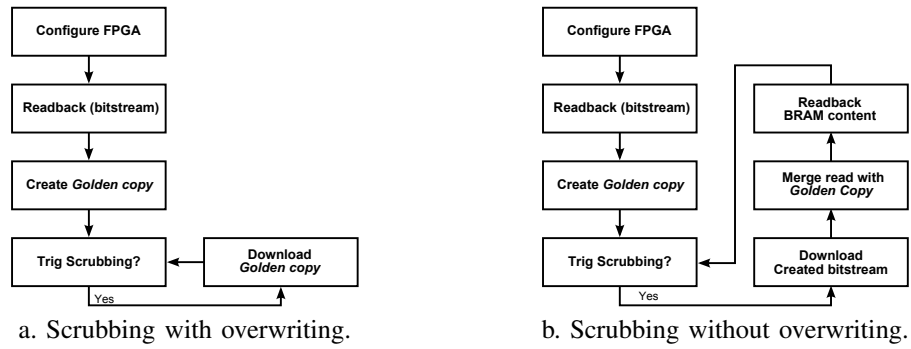 Configure FPGA
Readback (bitstream)
Create Golden copy
Trig Scrubbing?
Download
Golden copy
Yes
a. Scrubbing with overwriting.
Configure FPGA
Readback (bitstream)
Create Golden copy
Trig Scrubbing?
Readback
BRAM content
Merge read with
Golden Copy
Download
Created bitstream
Yes
b. Scrubbing without overwriting.